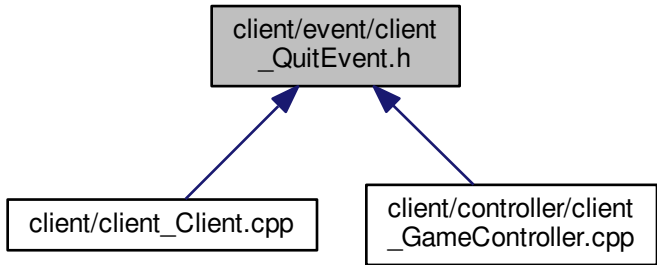 client/event/client
_QuitEvent.h
client/client_Client.cpp
client/controller/client
_GameController.cpp